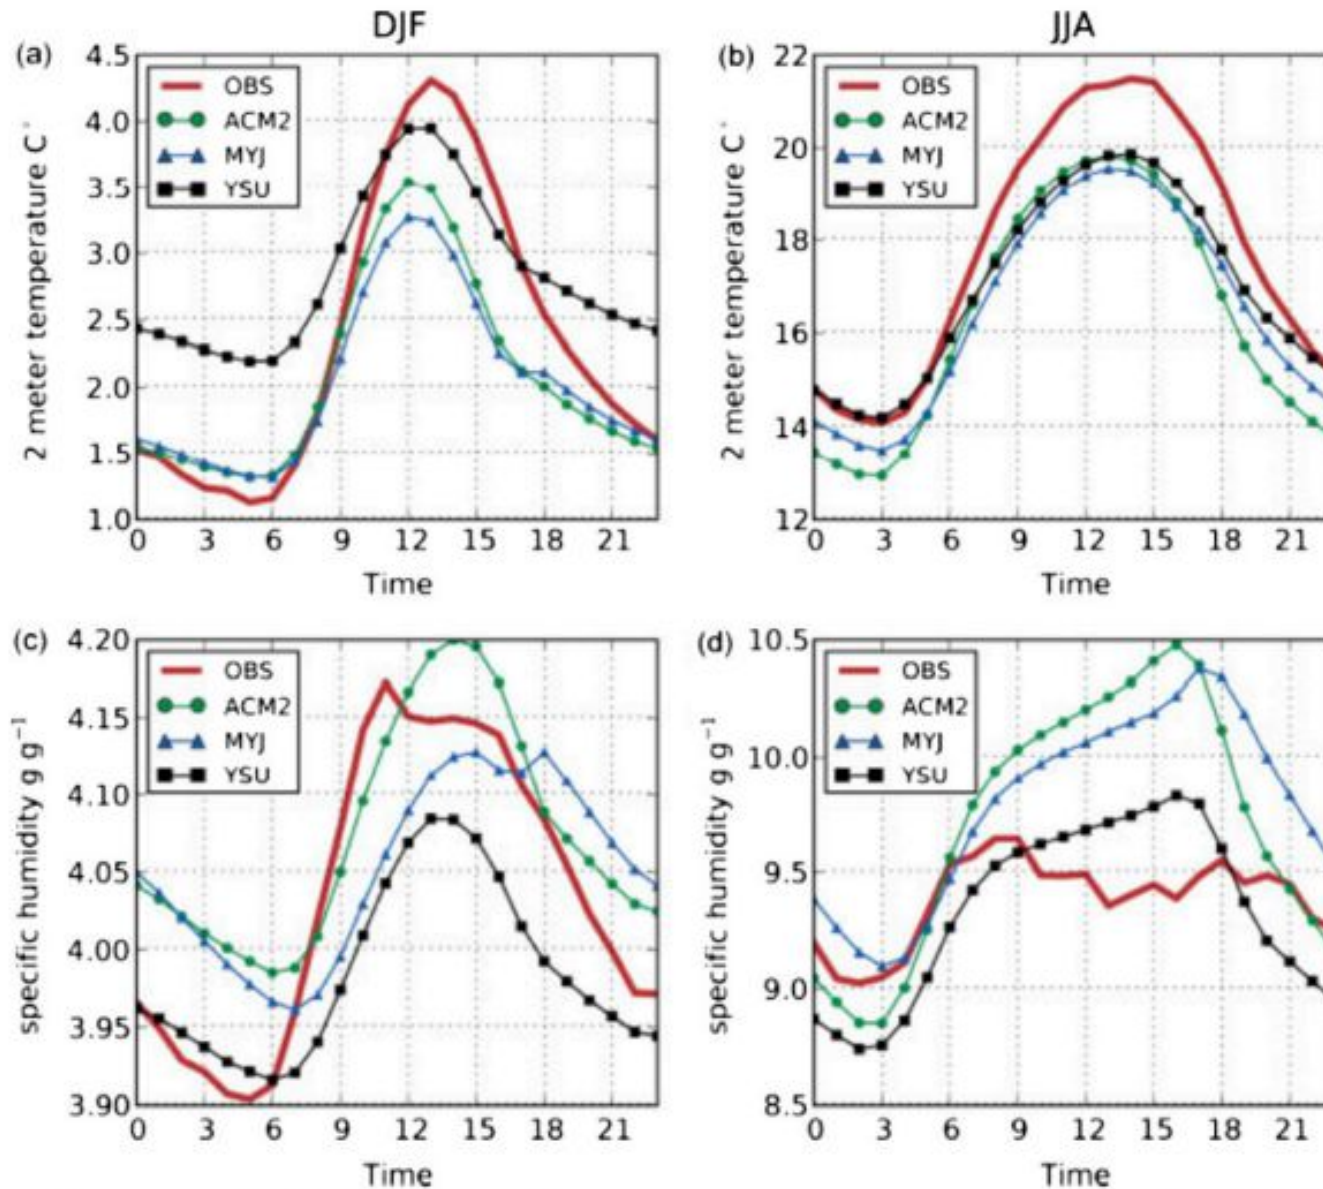 DJF
JJA
(a)
4.5
4.0
3.5
3.0
2.5
2.0
1.5
1.0
2 meter temperature C°
OBS
ACM2
MYJ
YSU
0 3 6 9 12 15 18 21
Time
(b)
22
20
18
16
14
12
2 meter temperature C°
OBS
ACM2
MYJ
YSU
0 3 6 9 12 15 18 21
Time
(c)
4.20
4.15
4.10
4.05
4.00
3.95
3.90
specific humidity g g⁻¹
OBS
ACM2
MYJ
YSU
0 3 6 9 12 15 18 21
Time
(d)
10.5
10.0
9.5
9.0
8.5
specific humidity g g⁻¹
OBS
ACM2
MYJ
YSU
0 3 6 9 12 15 18 21
Time